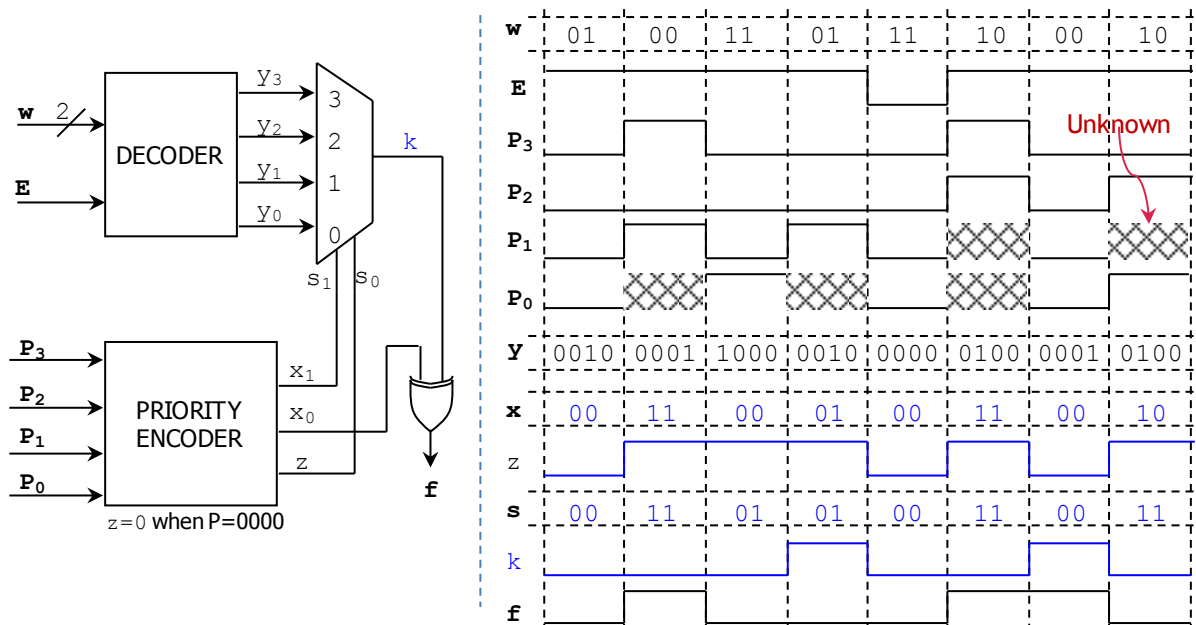 w
2
E
DECODER
y3
y2
y1
y0
3
2
1
0
k
s1
s0
P3
P2
P1
P0
PRIORITY
ENCODER
x1
x0
z
f
z=0 when P=0000
w 01 00 11 01 11 10 00 10
E
P3
Unknown
P2
P1
P0
y 0010 0001 1000 0010 0000 0100 0001 0100
x 00 11 00 01 00 11 00 10
z
s 00 11 01 01 00 11 00 11
k
f